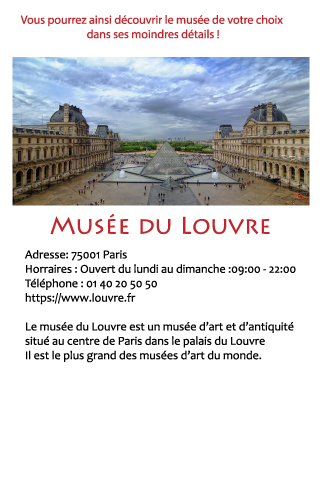 Vous pourrez ainsi découvrir le musée de votre choix
dans ses moindres détails !
Musée du Louvre
Adresse: 75001 Paris
Horraires : Ouvert du lundi au dimanche :09:00 - 22:00
Téléphone : 01 40 20 50 50
https://www.louvre.fr
Le musée du Louvre est un musée d'art et d'antiquité
situé au centre de Paris dans le palais du Louvre
Il est le plus grand des musées d'art du monde.